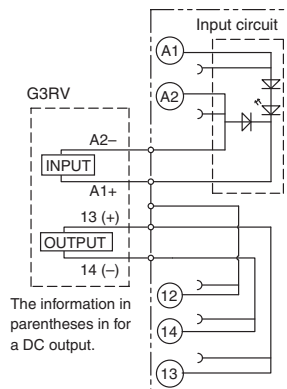 Input circuit
A1
A2
G3RV
A2–
INPUT
A1+
13 (+)
OUTPUT
14 (–)
12
14
13
The information in
parentheses in for
a DC output.